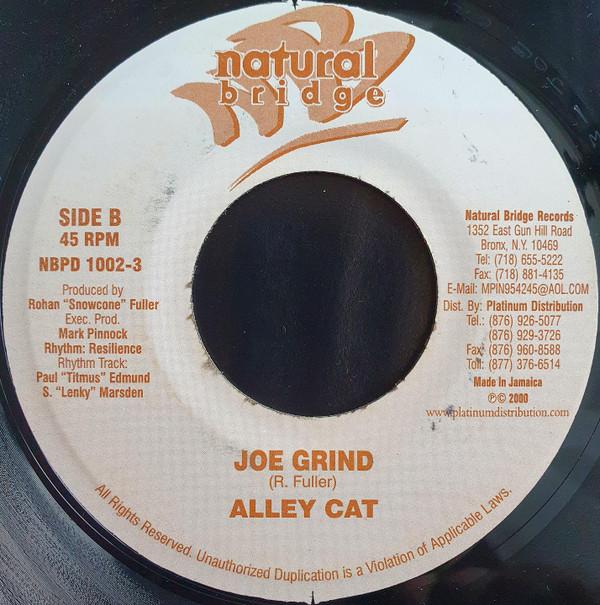 natural
bridge
SIDE B
45 RPM
NBPD 1002-3
Produced by
Rohan "Snowcone" Fuller
Exec. Prod.
Mark Pinnock
Rhythm: Resilience
Rhythm Track:
Paul "Titmus" Edmund
S. "Lenky" Marsden
Natural Bridge Records
1352 East Gun Hill Road
Bronx, N.Y. 10469
Tel: (718) 655-5222
Fax: (718) 881-4135
E-Mail: MPIN954245@AOL.COM
Dist. By: Platinum Distribution
Tel.: (876) 926-5077
(876) 929-3726
Fax: (876) 960-8588
Toll: (877) 376-6514
Made In Jamaica
℗© 2000
www.platinumdistribution.com
JOE GRIND
(R. Fuller)
ALLEY CAT
All Rights Reserved. Unauthorized Duplication is a Violation of Applicable Laws.